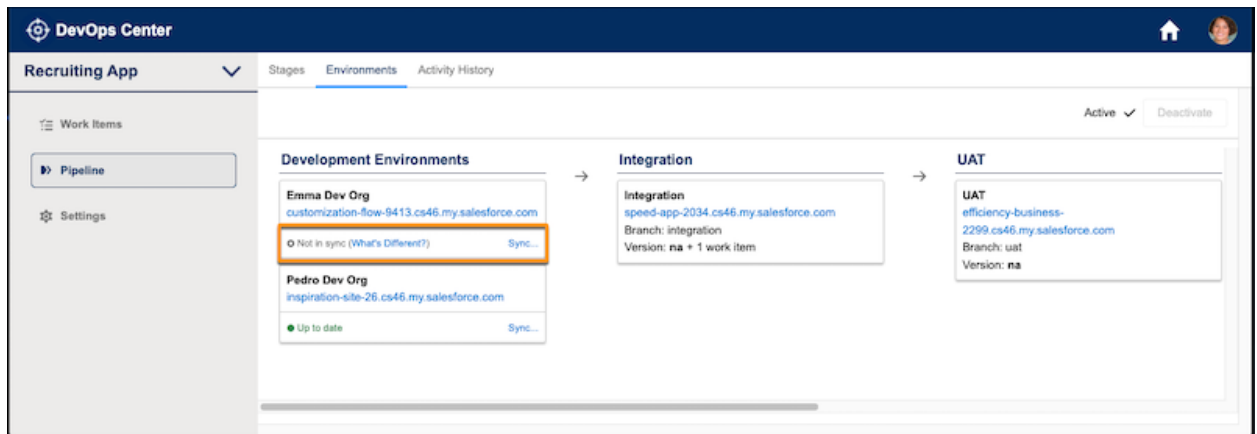 DevOps Center
Recruiting App
Stages Environments Activity History
Work Items
Pipeline
Settings
Active Deactivate
Development Environments
Emma Dev Org
customization-flow-9413.cs46.my.salesforce.com
Not in sync (What's Different?) Sync...
Pedro Dev Org
inspiration-site-26.cs46.my.salesforce.com
Up to date Sync...
Integration
Integration
speed-app-2034.cs46.my.salesforce.com
Branch: integration
Version: na + 1 work item
UAT
UAT
efficiency-business-
2299.cs46.my.salesforce.com
Branch: uat
Version: na